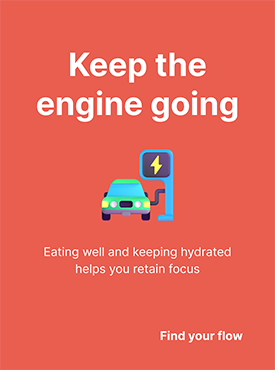 Keep the
engine going
Eating well and keeping hydrated
helps you retain focus
Find your flow